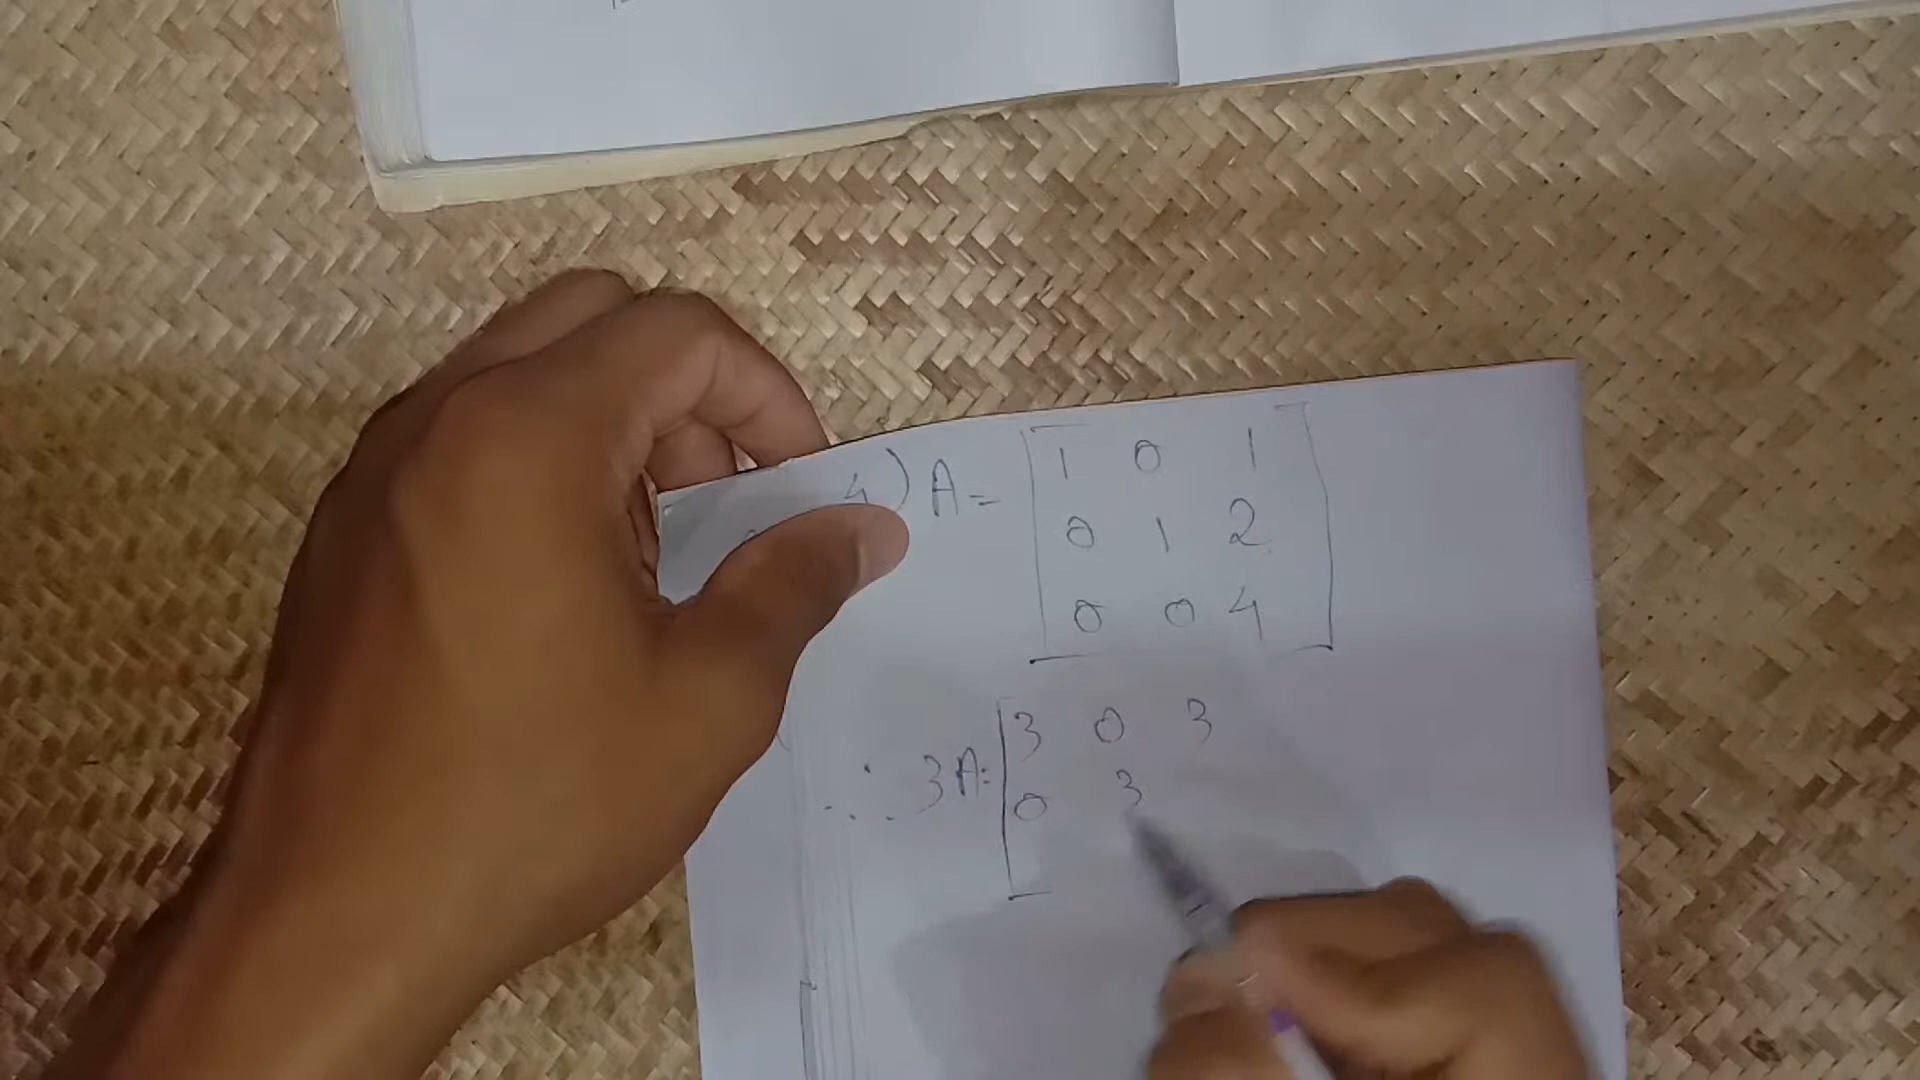 4) A = [1 0 1
0 1 2
0 0 4]
∴ 3A = [3 0 3
0 3